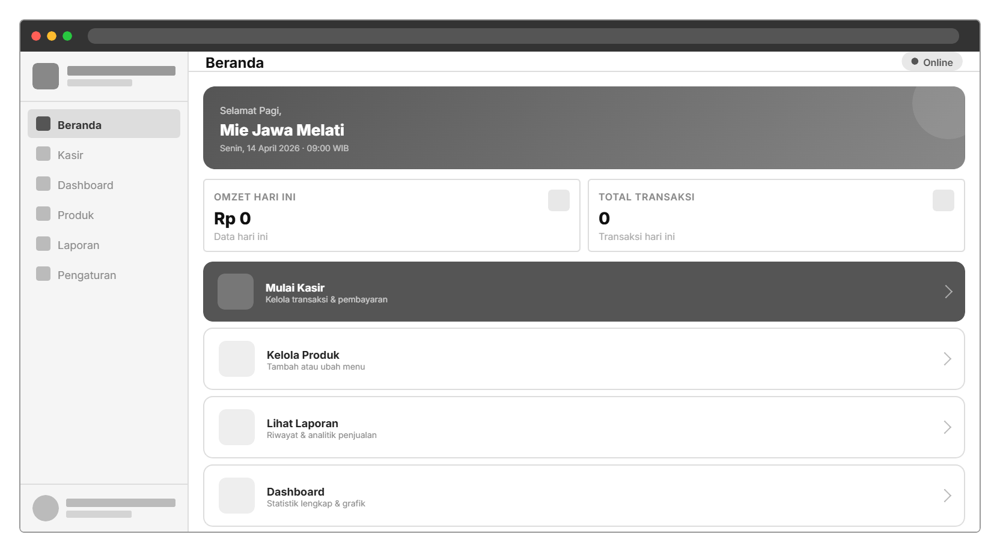 Beranda
Online
Beranda
Kasir
Dashboard
Produk
Laporan
Pengaturan
Selamat Pagi,
Mie Jawa Melati
Senin, 14 April 2026 · 09:00 WIB
OMZET HARI INI
Rp 0
Data hari ini
TOTAL TRANSAKSI
0
Transaksi hari ini
Mulai Kasir
Kelola transaksi & pembayaran
Kelola Produk
Tambah atau ubah menu
Lihat Laporan
Riwayat & analitik penjualan
Dashboard
Statistik lengkap & grafik